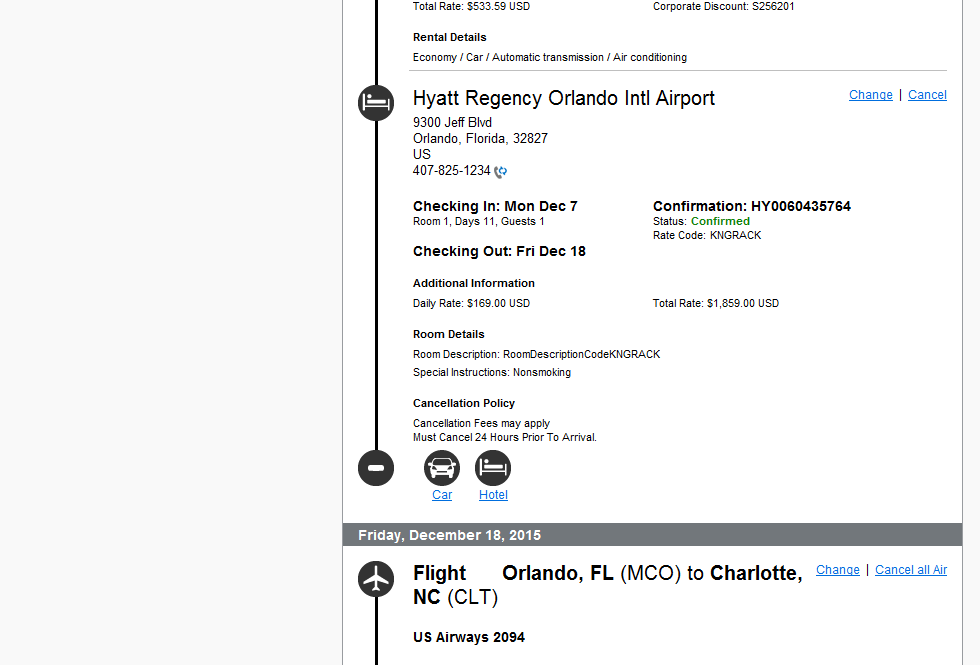 Total Rate: $533.59 USD Corporate Discount: S256201
Rental Details
Economy / Car / Automatic transmission / Air conditioning
Hyatt Regency Orlando Intl Airport Change | Cancel
9300 Jeff Blvd
Orlando, Florida, 32827
US
407-825-1234
Checking In: Mon Dec 7 Confirmation: HY0060435764
Room 1, Days 11, Guests 1 Status: Confirmed
Rate Code: KNGRACK
Checking Out: Fri Dec 18
Additional Information
Daily Rate: $169.00 USD Total Rate: $1,859.00 USD
Room Details
Room Description: RoomDescriptionCodeKNGRACK
Special Instructions: Nonsmoking
Cancellation Policy
Cancellation Fees may apply
Must Cancel 24 Hours Prior To Arrival.
Car Hotel
Friday, December 18, 2015
Flight Orlando, FL (MCO) to Charlotte, Change | Cancel all Air
NC (CLT)
US Airways 2094